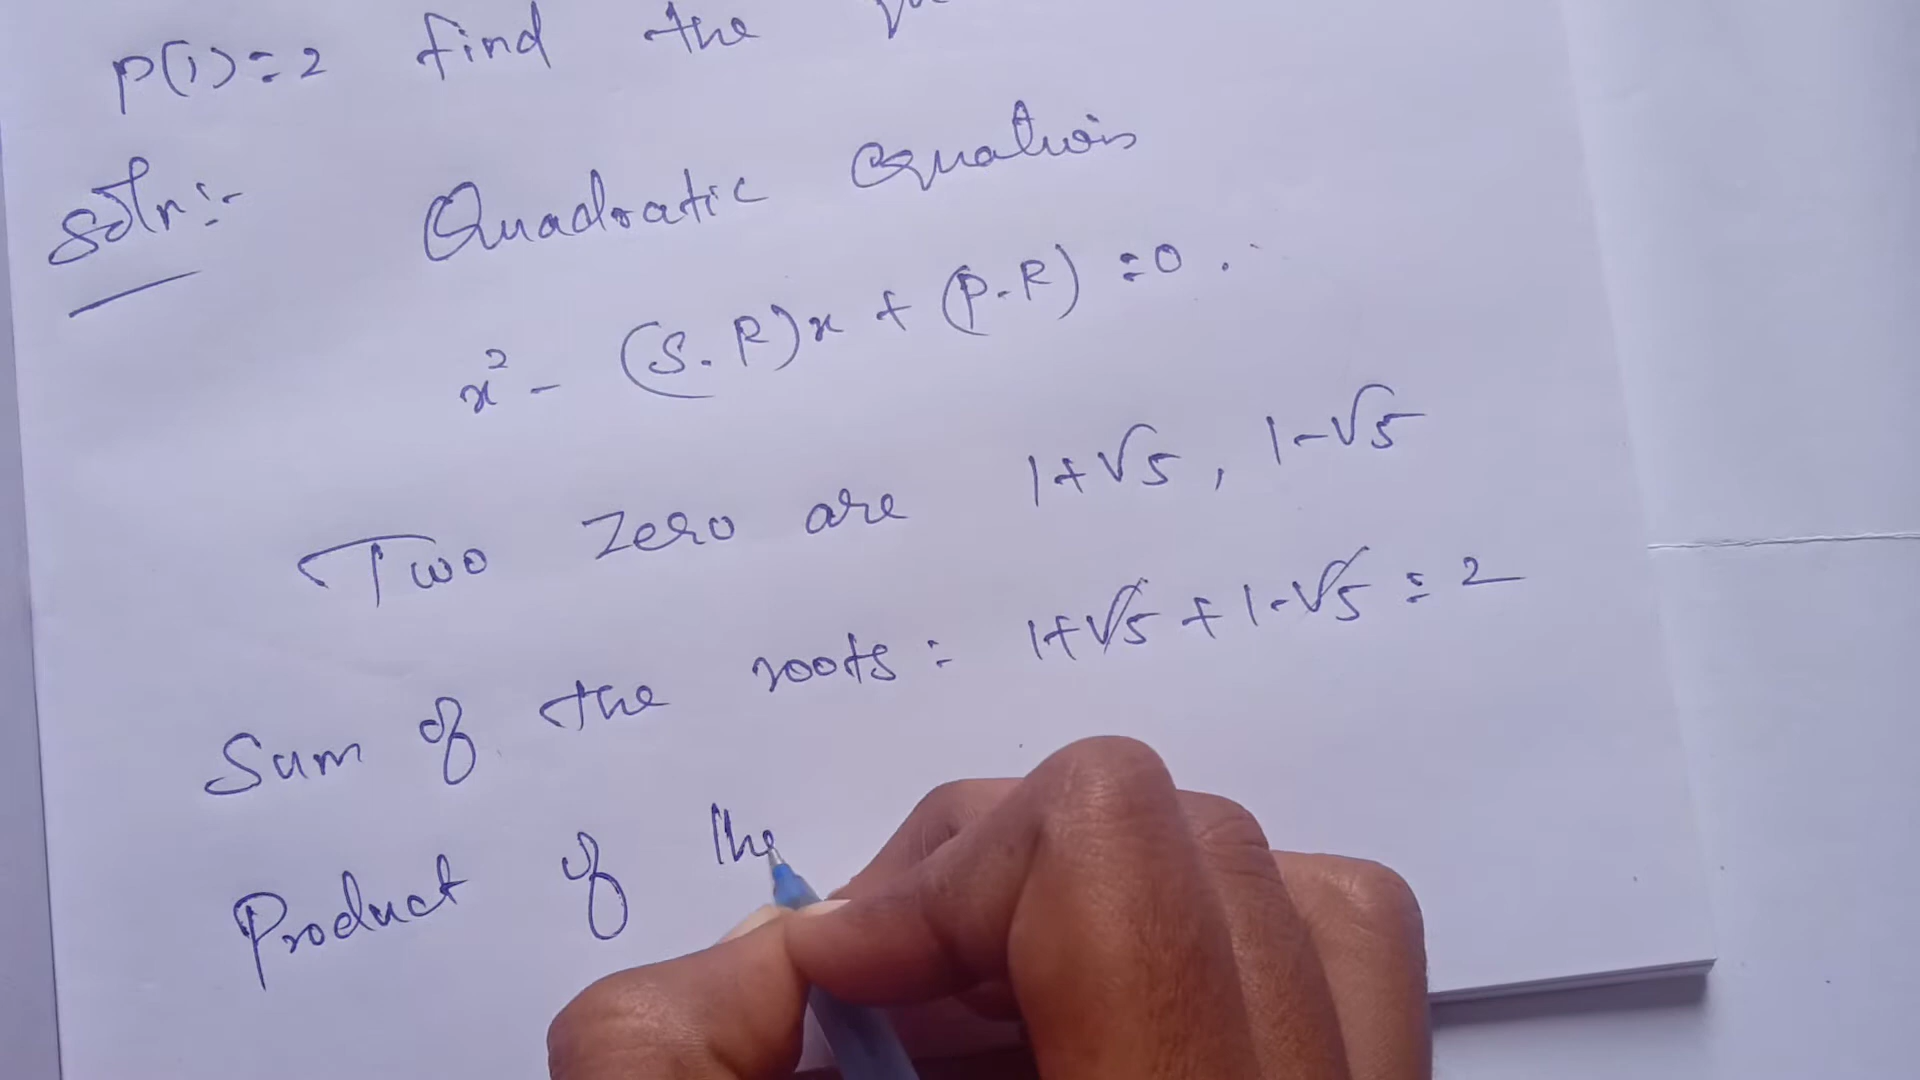 P(1)=2 find the
Soln:-
Quadratic equation
x² - (S.R)x + (P.R) = 0.
Two zero are 1+√5, 1-√5
Sum of the roots = 1+√5 + 1-√5 = 2
Product of the